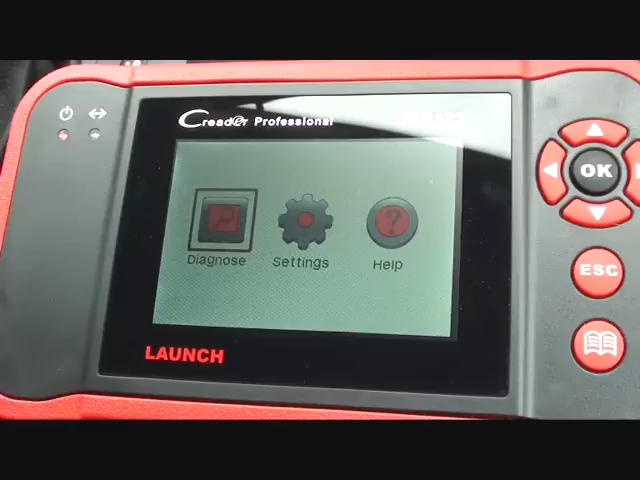 Creader Professional
Diagnose
Settings
Help
LAUNCH
OK
ESC